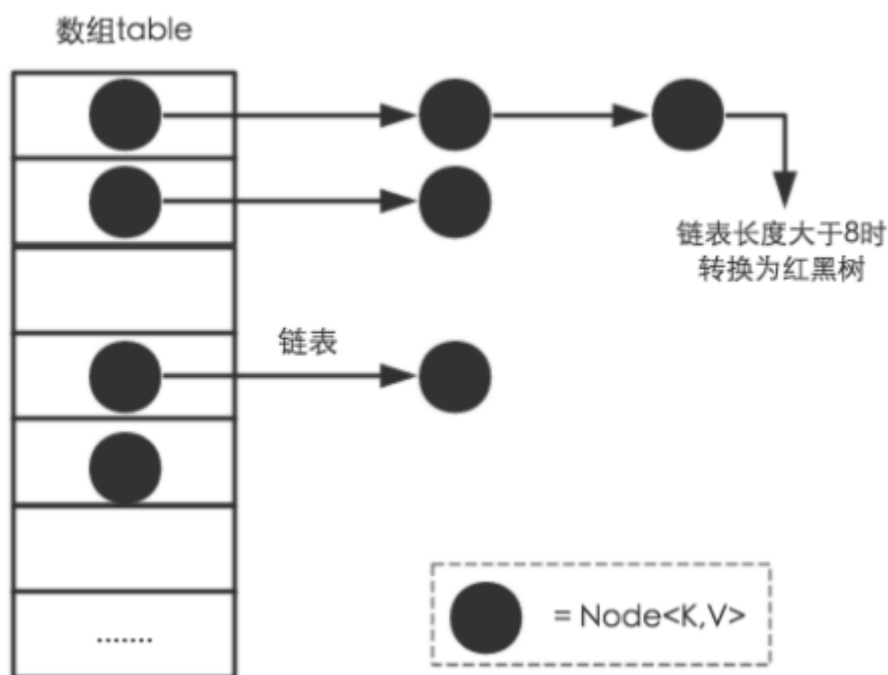 数组table
链表长度大于8时
转换为红黑树
链表
= Node<K,V>
.......